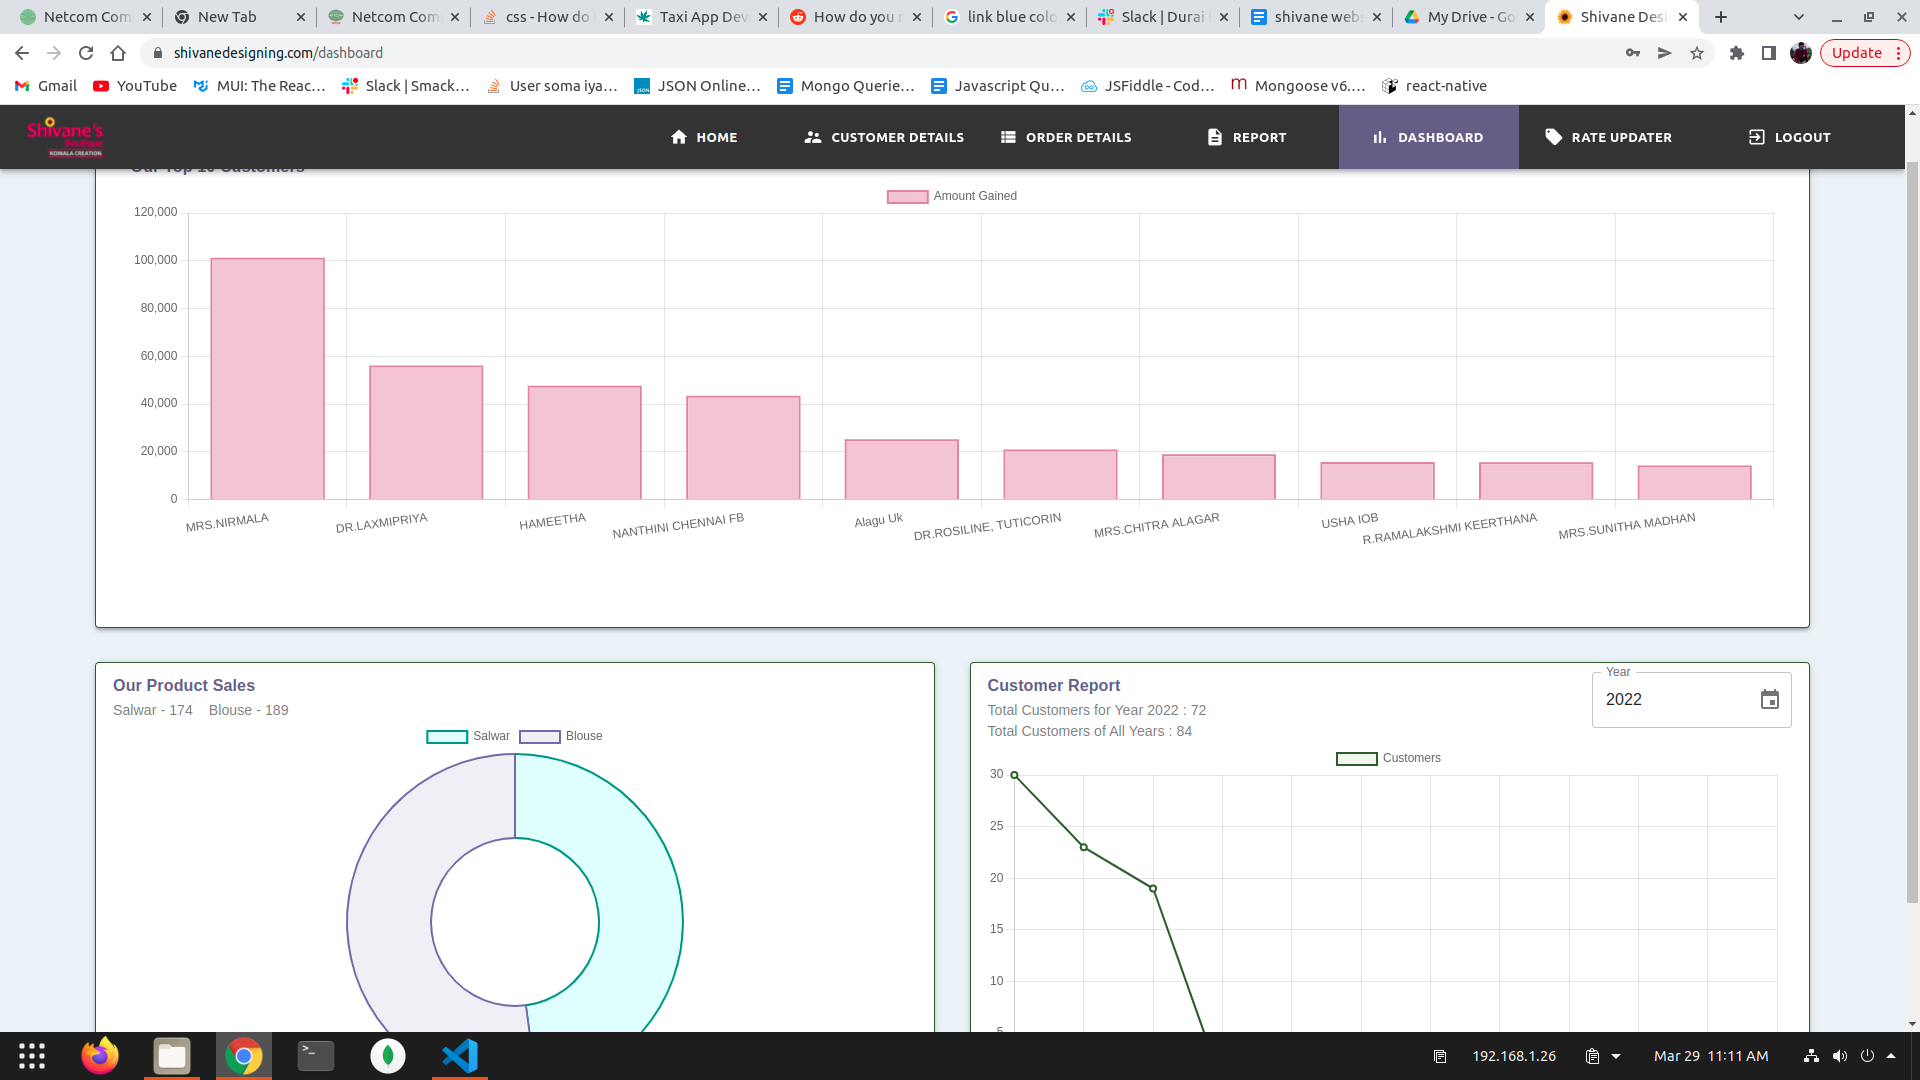 Netcom Com
New Tab
Netcom Com
css - How do
Taxi App Dev
How do you r
link blue colo
Slack | Durai
shivane web
My Drive - Go
Shivane Desi
shivanedesigning.com/dashboard
Update
Gmail
YouTube
MUI: The Reac...
Slack | Smack...
User soma iya...
JSON Online...
Mongo Querie...
Javascript Qu...
JSFiddle - Cod...
Mongoose v6....
react-native
Shivane's
Boutique
KOMALA CREATION
HOME
CUSTOMER DETAILS
ORDER DETAILS
REPORT
DASHBOARD
RATE UPDATER
LOGOUT
Our Top 10 Customers
Amount Gained
120,000
100,000
80,000
60,000
40,000
20,000
0
MRS.NIRMALA
DR.LAXMIPRIYA
HAMEETHA
NANTHINI CHENNAI FB
Alagu Uk
DR.ROSILINE, TUTICORIN
MRS.CHITRA ALAGAR
USHA IOB
R.RAMALAKSHMI KEERTHANA
MRS.SUNITHA MADHAN
Our Product Sales
Salwar - 174 Blouse - 189
Salwar
Blouse
Customer Report
Total Customers for Year 2022 : 72
Total Customers of All Years : 84
Year
2022
Customers
30
25
20
15
10
5
192.168.1.26
Mar 29 11:11 AM